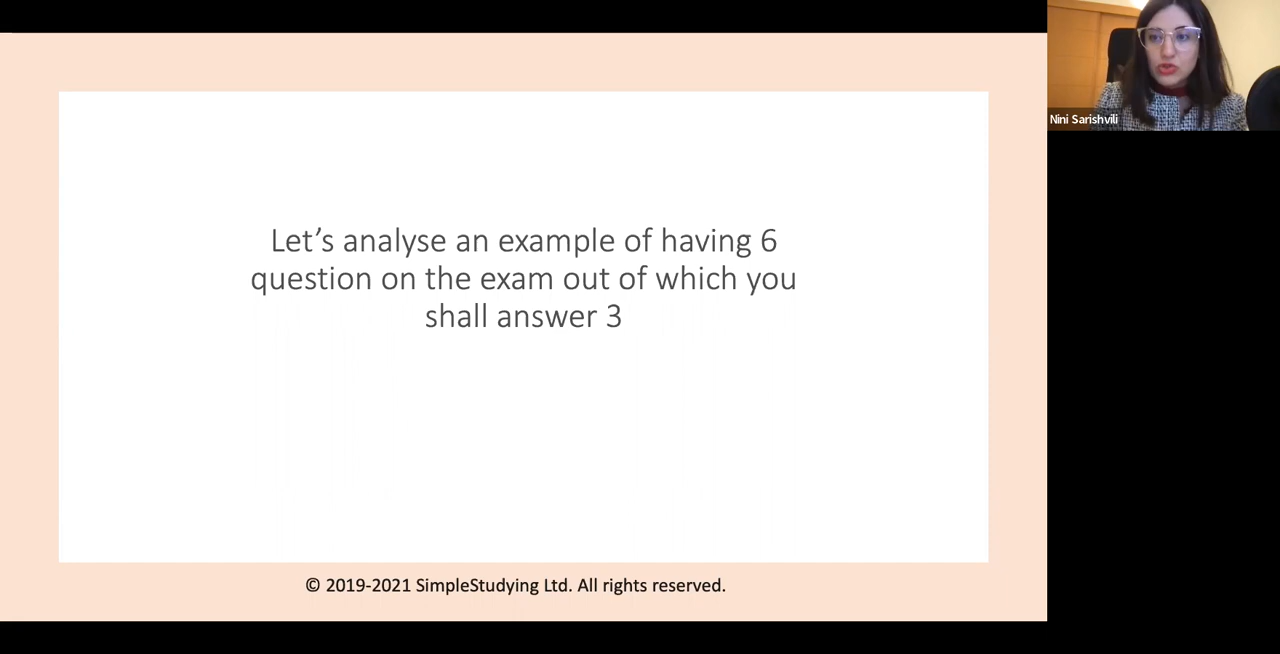 Let’s analyse an example of having 6
question on the exam out of which you
shall answer 3
© 2019-2021 SimpleStudying Ltd. All rights reserved.
Nini Sarishvili